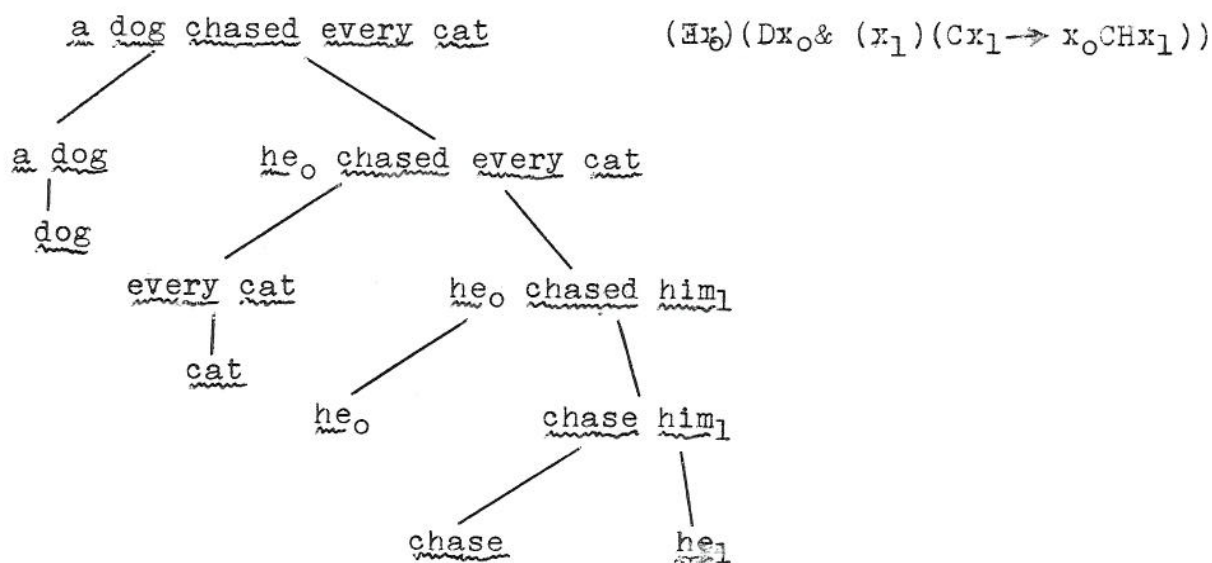 a dog chased every cat (∃x₀)(Dx₀& (x₁)(Cx₁→ x₀CHx₁))
a dog he₀ chased every cat
dog
every cat he₀ chased him₁
cat
he₀ chase him₁
chase he₁